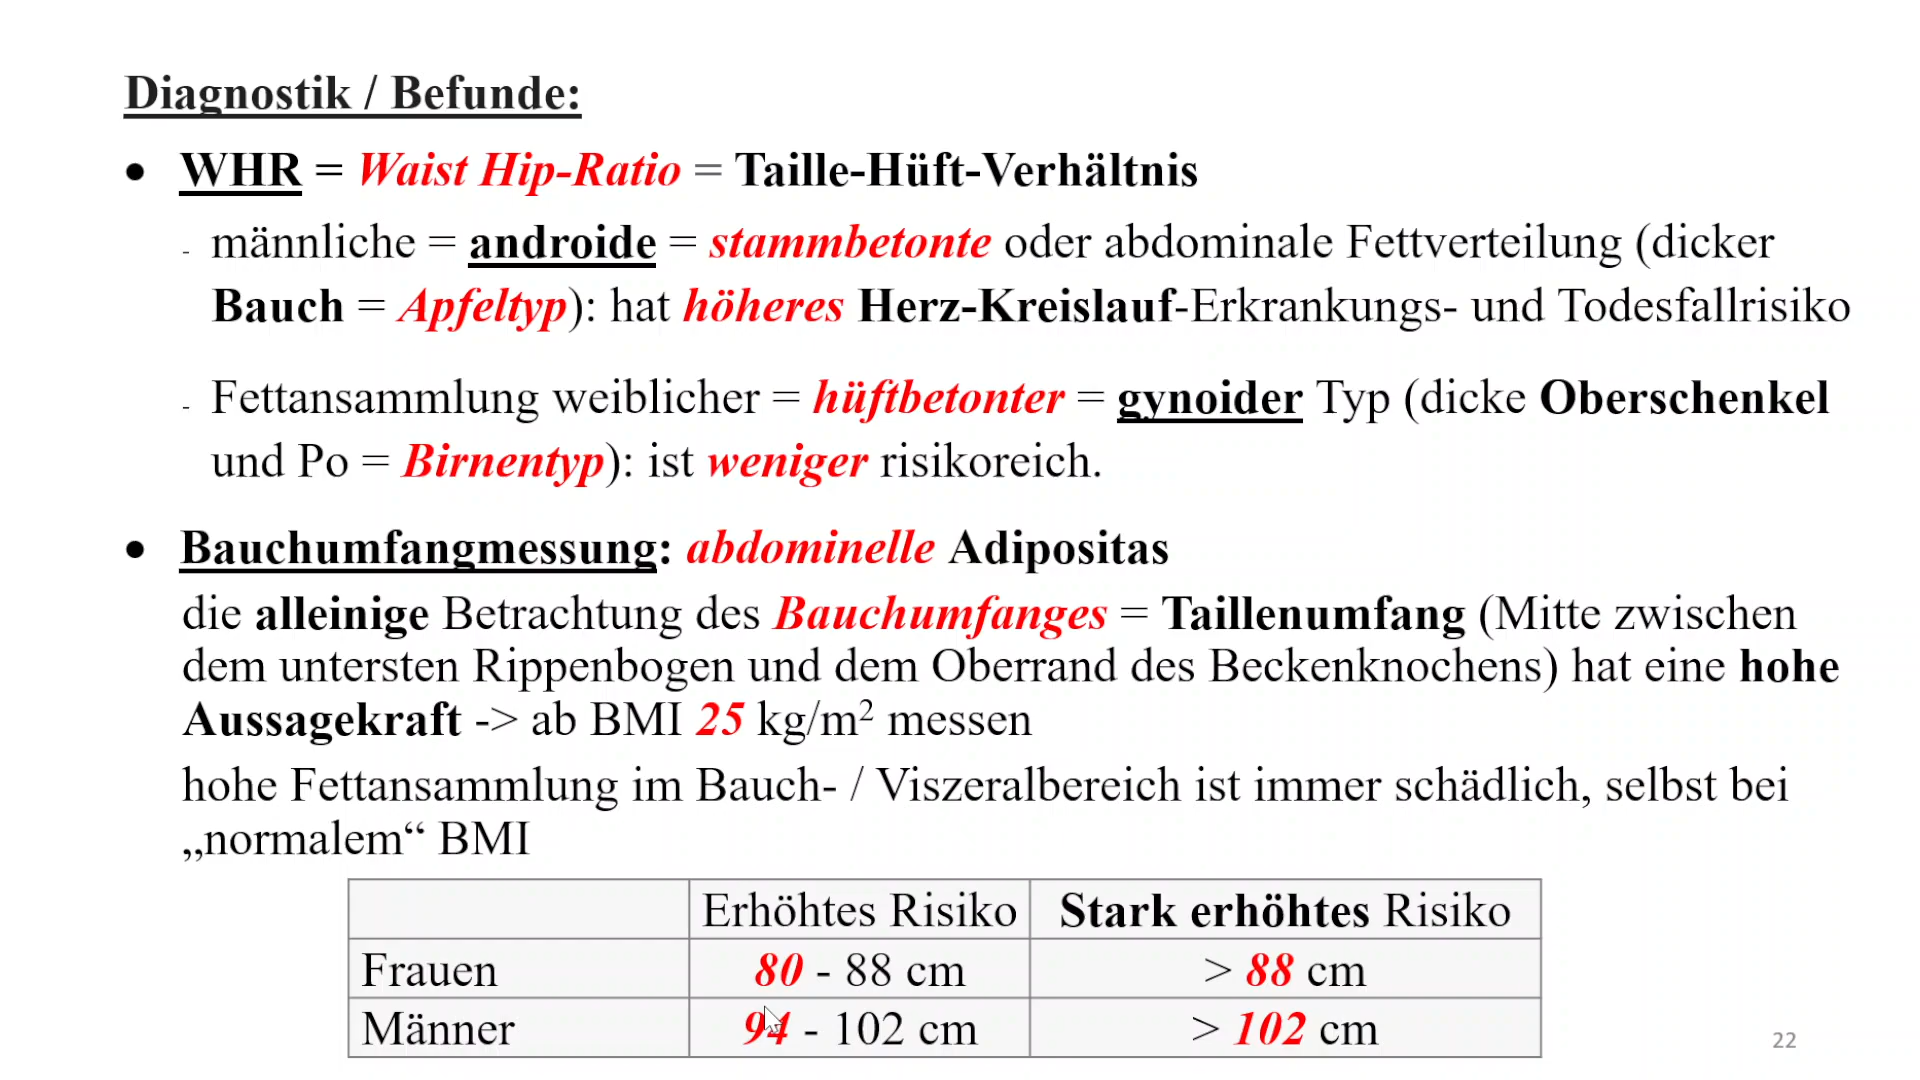 Diagnostik / Befunde:
• WHR = Waist Hip-Ratio = Taille-Hüft-Verhältnis
- männliche = androide = stammbetonte oder abdominale Fettverteilung (dicker
Bauch = Apfeltyp): hat höheres Herz-Kreislauf-Erkrankungs- und Todesfallrisiko
- Fettansammlung weiblicher = hüftbetonter = gynoider Typ (dicke Oberschenkel
und Po = Birnentyp): ist weniger risikoreich.
• Bauchumfangmessung: abdominelle Adipositas
die alleinige Betrachtung des Bauchumfanges = Taillenumfang (Mitte zwischen
dem untersten Rippenbogen und dem Oberrand des Beckenknochens) hat eine hohe
Aussagekraft -> ab BMI 25 kg/m² messen
hohe Fettansammlung im Bauch- / Viszeralbereich ist immer schädlich, selbst bei
„normalem“ BMI
Erhöhtes Risiko Stark erhöhtes Risiko
Frauen 80 - 88 cm > 88 cm
Männer 94 - 102 cm > 102 cm
22